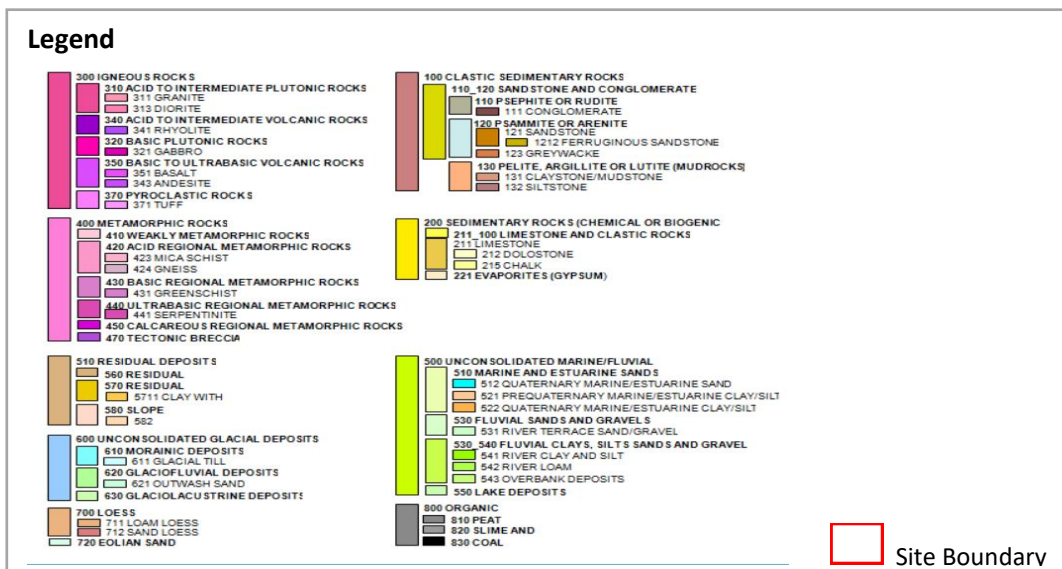 Legend
300 IGNEOUS ROCKS
310 ACID TO INTERMEDIATE PLUTONIC ROCKS
311 GRANITE
313 DIORITE
340 ACID TO INTERMEDIATE VOLCANIC ROCKS
341 RHYOLITE
320 BASIC PLUTONIC ROCKS
321 GABBRO
350 BASIC TO ULTRABASIC VOLCANIC ROCKS
351 BASALT
343 ANDESITE
370 PYROCLASTIC ROCKS
371 TUFF
400 METAMORPHIC ROCKS
410 WEAKLY METAMORPHIC ROCKS
420 ACID REGIONAL METAMORPHIC ROCKS
423 MICA SCHIST
424 GNEISS
430 BASIC REGIONAL METAMORPHIC ROCKS
431 GREENSCHIST
440 ULTRABASIC REGIONAL METAMORPHIC ROCKS
441 SERPENTINITE
450 CALCAREOUS REGIONAL METAMORPHIC ROCKS
470 TECTONIC BRECCIA
510 RESIDUAL DEPOSITS
560 RESIDUAL
570 RESIDUAL
5711 CLAY WITH
580 SLOPE
582
600 UNCONSOLIDATED GLACIAL DEPOSITS
610 MORAINIC DEPOSITS
611 GLACIAL TILL
620 GLACIOFLUVIAL DEPOSITS
621 OUTWASH SAND
630 GLACIOLACUSTRINE DEPOSITS
700 LOESS
711 LOAM LOESS
712 SAND LOESS
720 EOLIAN SAND
100 CLASTIC SEDIMENTARY ROCKS
110_120 SANDSTONE AND CONGLOMERATE
110 PSEPHITE OR RUDITE
111 CONGLOMERATE
120 PSAMMITE OR ARENITE
121 SANDSTONE
1212 FERRUGINOUS SANDSTONE
123 GREYWACKE
130 PELITE, ARGILLITE OR LUTITE (MUDROCKS)
131 CLAYSTONE/MUDSTONE
132 SILTSTONE
200 SEDIMENTARY ROCKS (CHEMICAL OR BIOGENIC
211_100 LIMESTONE AND CLASTIC ROCKS
211 LIMESTONE
212 DOLOSTONE
215 CHALK
221 EVAPORITES (GYPSUM)
500 UNCONSOLIDATED MARINE/FLUVIAL
510 MARINE AND ESTUARINE SANDS
512 QUATERNARY MARINE/ESTUARINE SAND
521 PREQUATERNARY MARINE/ESTUARINE CLAY/SILT
522 QUATERNARY MARINE/ESTUARINE CLAY/SILT
530 FLUVIAL SANDS AND GRAVELS
531 RIVER TERRACE SAND/GRAVEL
530_540 FLUVIAL CLAYS, SILTS SANDS AND GRAVEL
541 RIVER CLAY AND SILT
542 RIVER LOAM
543 OVERBANK DEPOSITS
550 LAKE DEPOSITS
800 ORGANIC
810 PEAT
820 SLIME AND
830 COAL
Site Boundary